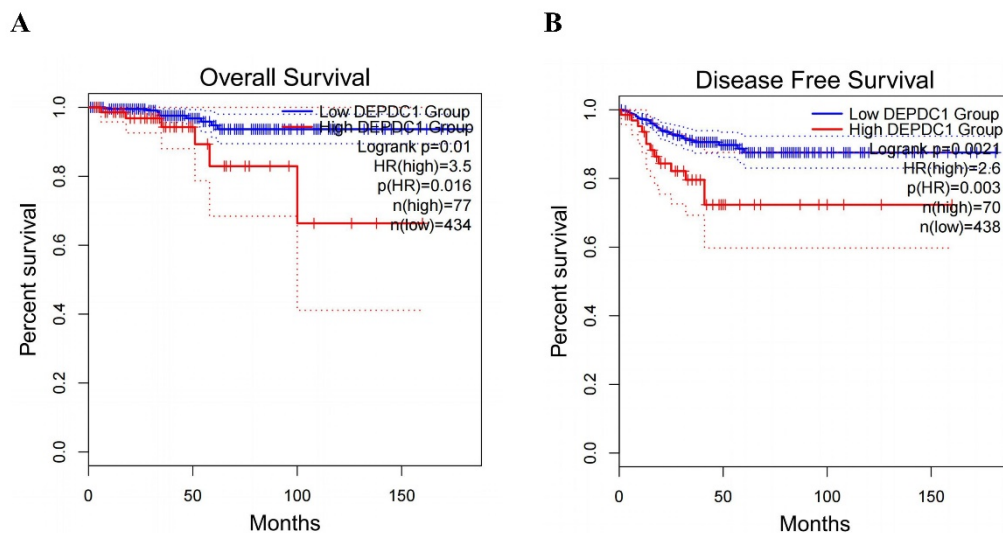 A
Overall Survival
Low DEPDC1 Group
High DEPDC1 Group
Logrank p=0.01
HR(high)=3.5
p(HR)=0.016
n(high)=77
n(low)=434
Percent survival
1.0
0.8
0.6
0.4
0.2
0.0
0 50 100 150
Months
B
Disease Free Survival
Low DEPDC1 Group
High DEPDC1 Group
Logrank p=0.0021
HR(high)=2.6
p(HR)=0.003
n(high)=70
n(low)=438
Percent survival
1.0
0.8
0.6
0.4
0.2
0.0
0 50 100 150
Months